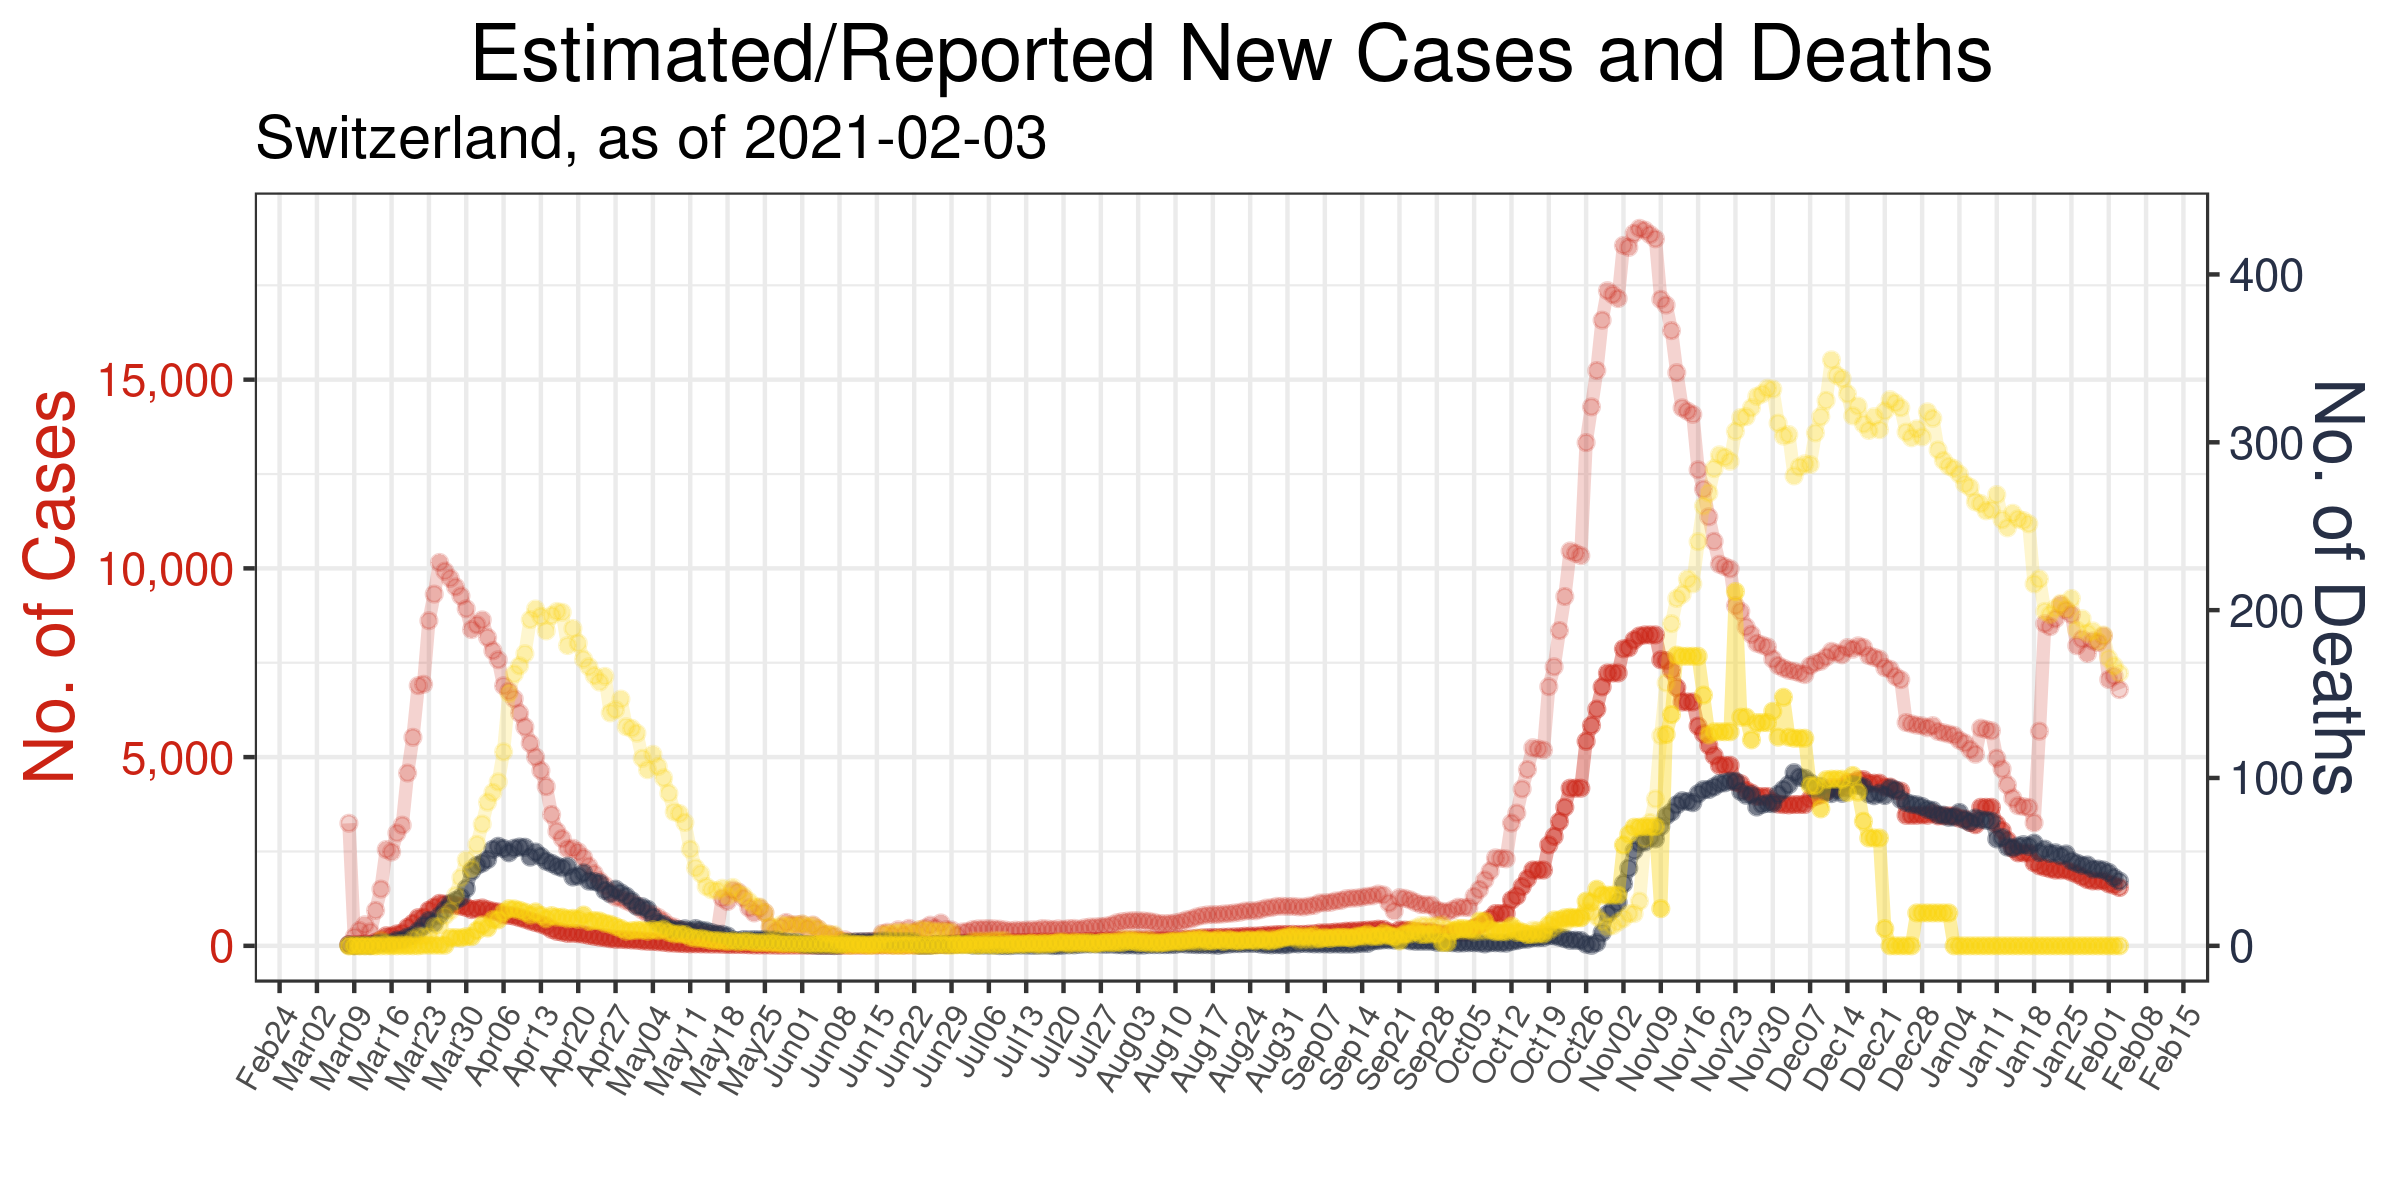 Estimated/Reported New Cases and Deaths
Switzerland, as of 2021-02-03
No. of Cases
15,000
10,000
5,000
0
400
300
200
100
0
No. of Deaths
Feb24
Mar02
Mar09
Mar16
Mar23
Mar30
Apr06
Apr13
Apr20
Apr27
May04
May11
May18
May25
Jun01
Jun08
Jun15
Jun22
Jun29
Jul06
Jul13
Jul20
Jul27
Aug03
Aug10
Aug17
Aug24
Aug31
Sep07
Sep14
Sep21
Sep28
Oct05
Oct12
Oct19
Oct26
Nov02
Nov09
Nov16
Nov23
Nov30
Dec07
Dec14
Dec21
Dec28
Jan04
Jan11
Jan18
Jan25
Feb01
Feb08
Feb15